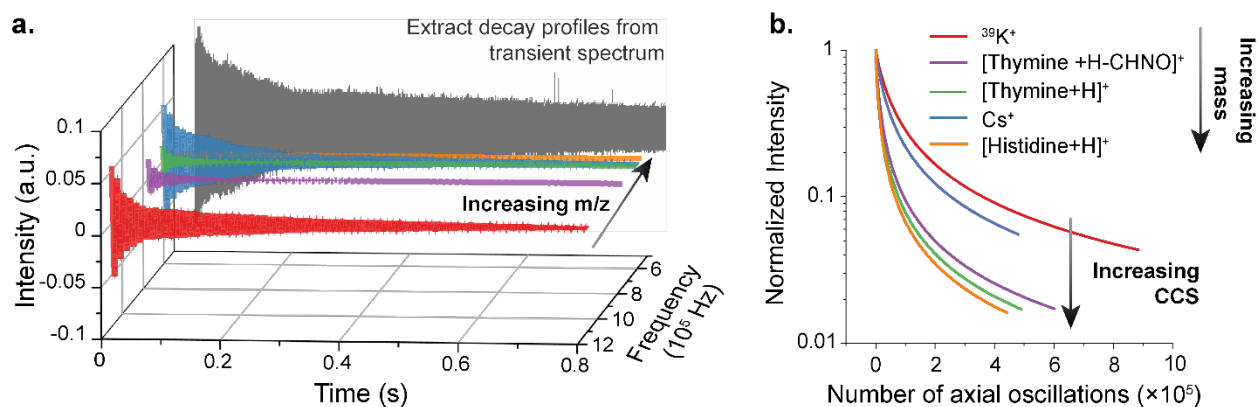 a.
Extract decay profiles from
transient spectrum
Intensity (a.u.)
0.1
0.05
0
-0.05
-0.1
Increasing m/z
0
0.2
0.4
0.6
0.8
Time (s)
6
8
10
12
Frequency
(10⁵ Hz)
b.
Normalized Intensity
1
0.1
0.01
³⁹K⁺
[Thymine +H-CHNO]⁺
[Thymine+H]⁺
Cs⁺
[Histidine+H]⁺
Increasing
mass
Increasing
CCS
0
2
4
6
8
10
Number of axial oscillations (×10⁵)